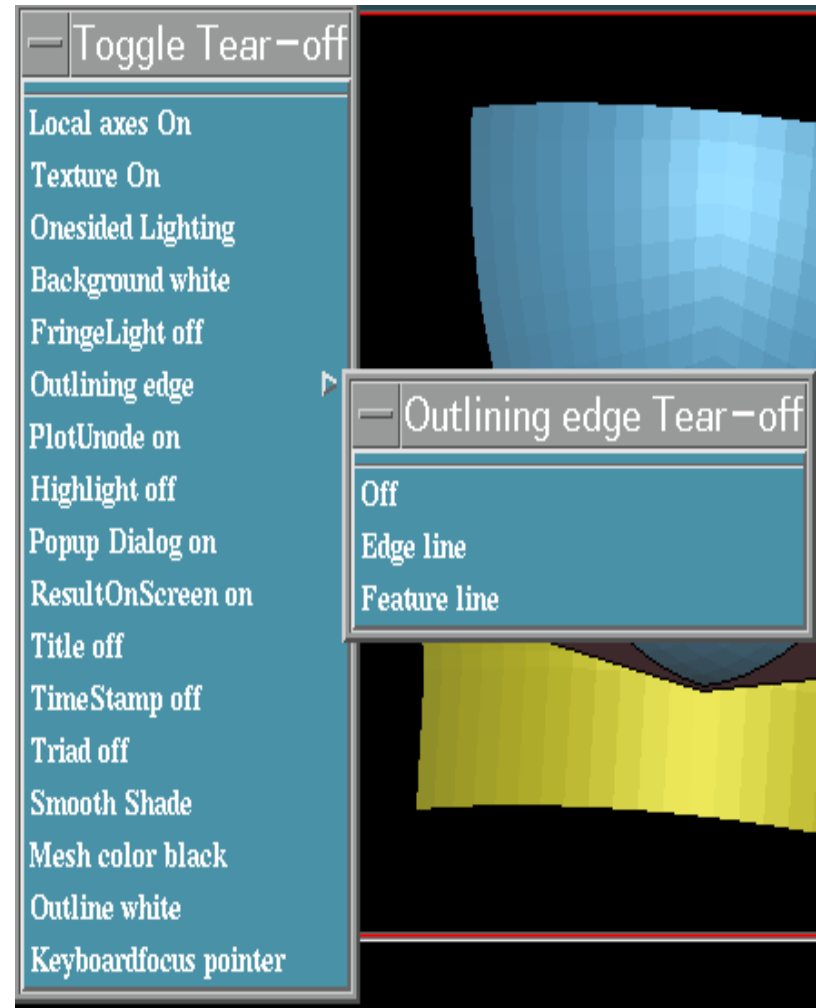 Toggle Tear-off
Local axes On
Texture On
Onesided Lighting
Background white
FringeLight off
Outlining edge
PlotUnode on
Highlight off
Popup Dialog on
ResultOnScreen on
Title off
TimeStamp off
Triad off
Smooth Shade
Mesh color black
Outline white
Keyboardfocus pointer
Outlining edge Tear-off
Off
Edge line
Feature line